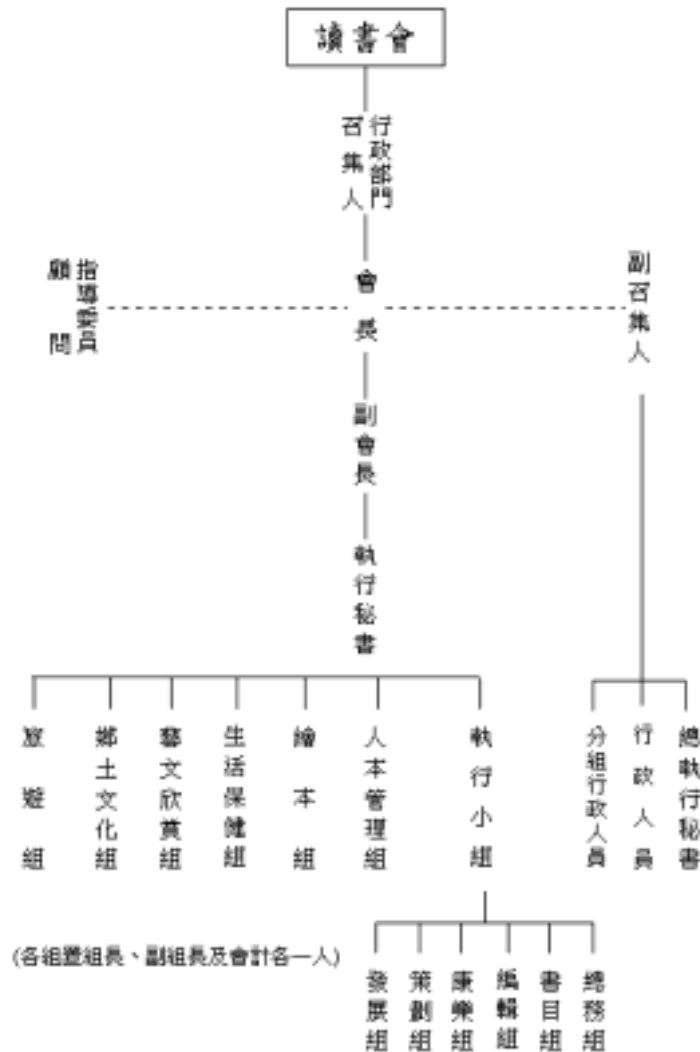 讀書會
行政部門
召集人
指導委員
顧問
會長
副召集人
副會長
執行秘書
旅遊組
鄉土文化組
藝文欣賞組
生活保健組
繪本組
人本管理組
執行小組
分組行政人員
行政人員
總執行秘書
(各組置組長、副組長及會計各一人)
發展組
策劃組
康樂組
編輯組
書目組
總務組